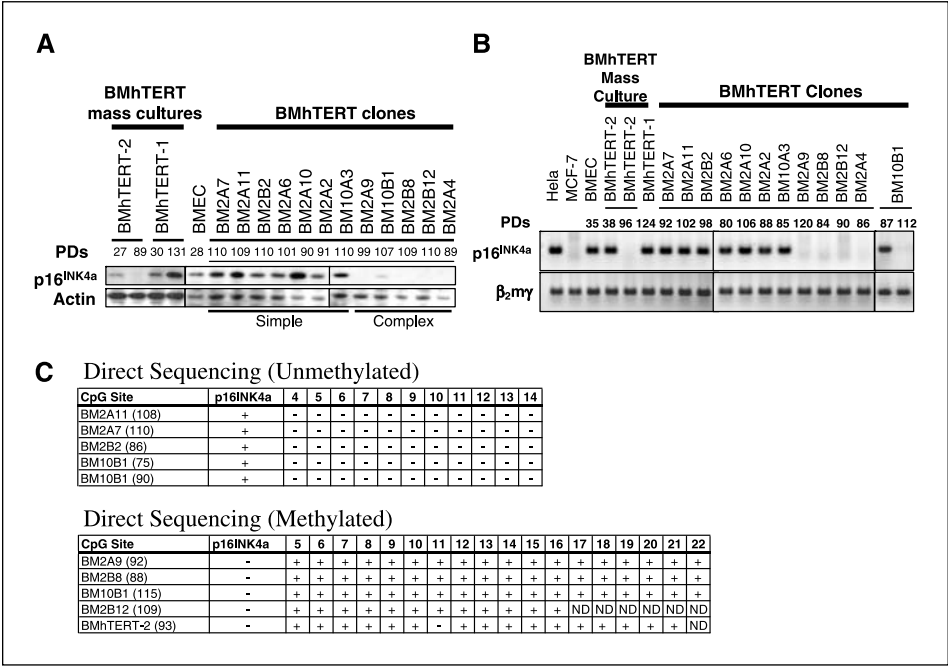 A
BMhTERT
mass cultures
BMhTERT clones
BMhTERT-2
BMhTERT-1
BMEC
BM2A7
BM2A11
BM2B2
BM2A6
BM2A10
BM2A2
BM10A3
BM2A9
BM10B1
BM2B8
BM2B12
BM2A4
PDs 27 89 30 131 28 110 109 110 101 90 91 110 99 107 109 110 89
p16INK4a
Actin
Simple Complex
B
BMhTERT
Mass
Culture
BMhTERT Clones
Hela
MCF-7
BMEC
BMhTERT-2
BMhTERT-2
BMhTERT-1
BM2A7
BM2A11
BM2B2
BM2A6
BM2A10
BM2A2
BM10A3
BM2A9
BM2B8
BM2B12
BM2A4
BM10B1
PDs 35 38 96 124 92 102 98 80 106 88 85 120 84 90 86 87 112
p16INK4a
β2mγ
C
Direct Sequencing (Unmethylated)
CpG Site p16INK4a 4 5 6 7 8 9 10 11 12 13 14
BM2A11 (108) + - - - - - - - - - - -
BM2A7 (110) + - - - - - - - - - - -
BM2B2 (86) + - - - - - - - - - - -
BM10B1 (75) + - - - - - - - - - - -
BM10B1 (90) + - - - - - - - - - - -
Direct Sequencing (Methylated)
CpG Site p16INK4a 5 6 7 8 9 10 11 12 13 14 15 16 17 18 19 20 21 22
BM2A9 (92) - + + + + + + + + + + + + + + + + + +
BM2B8 (88) - + + + + + + + + + + + + + + + + + +
BM10B1 (115) - + + + + + + + + + + + + + + + + + +
BM2B12 (109) - + + + + + + + + + + + + ND ND ND ND ND ND
BMhTERT-2 (93) - + + + + + + - + + + + + + + + + + ND